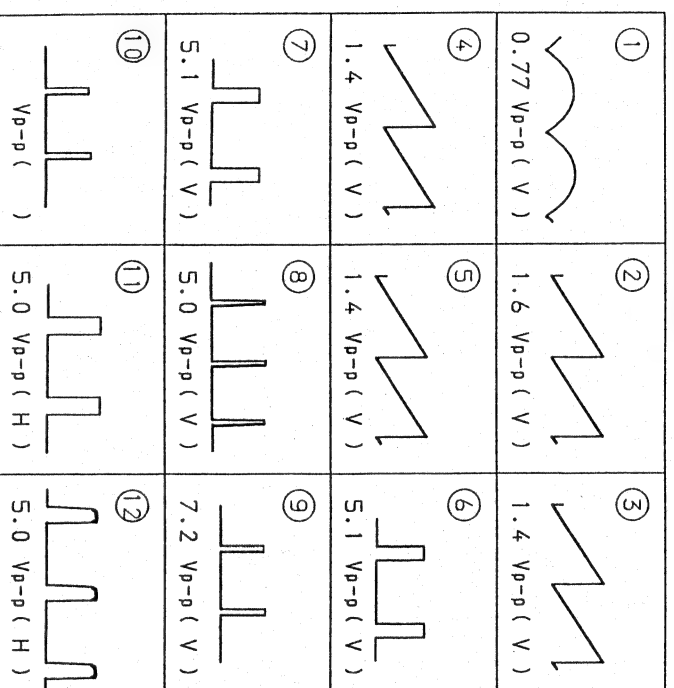 ①
0.77 Vp-p( V )
②
1.6 Vp-p( V )
③
1.4 Vp-p( V )
④
1.4 Vp-p( V )
⑤
1.4 Vp-p( V )
⑥
5.1 Vp-p( V )
⑦
5.1 Vp-p( V )
⑧
5.0 Vp-p( V )
⑨
7.2 Vp-p( V )
⑩
Vp-p(    )
⑪
5.0 Vp-p( H )
⑫
5.0 Vp-p( H )